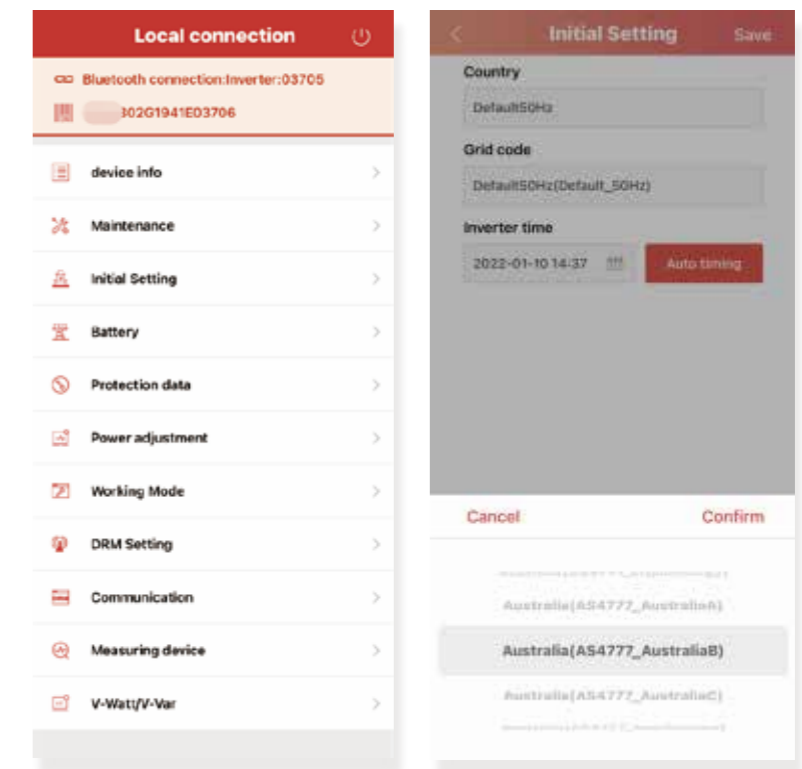 Local connection
Bluetooth connection:Inverter:03705
302G1941E03706
device info
Maintenance
Initial Setting
Battery
Protection data
Power adjustment
Working Mode
DRM Setting
Communication
Measuring device
V-Watt/V-Var
Initial Setting
Save
Country
Default50Hz
Grid code
Default50Hz(Default_50Hz)
Inverter time
2022-01-10 14:37
Auto timing
Cancel
Confirm
Australia(AS4777_AustraliaA)
Australia(AS4777_AustraliaB)
Australia(AS4777_AustraliaC)